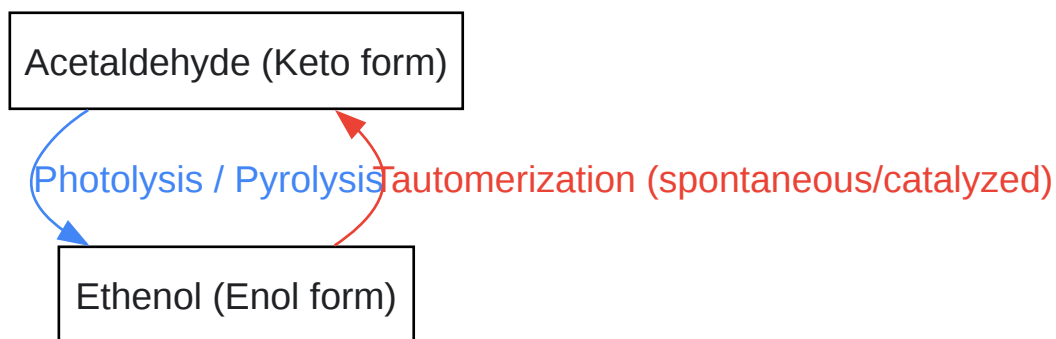 Acetaldehyde (Keto form)
Photolysis / Pyrolysis
Tautomerization (spontaneous/catalyzed)
Ethenol (Enol form)